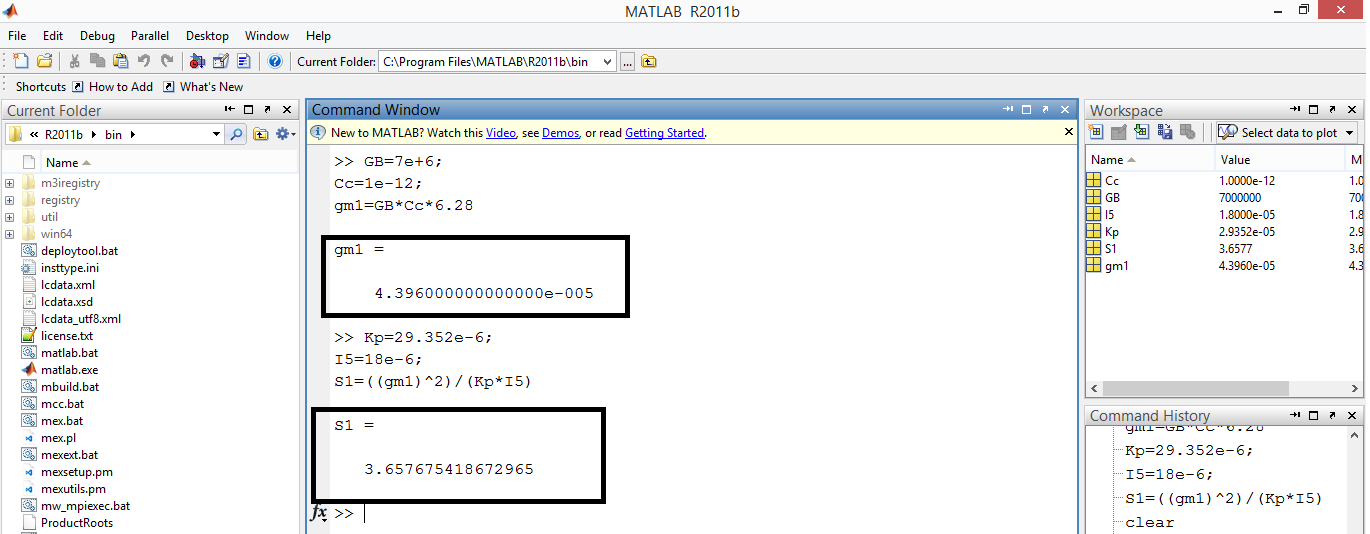 MATLAB R2011b
File Edit Debug Parallel Desktop Window Help
Current Folder: C:\Program Files\MATLAB\R2011b\bin ...
Shortcuts How to Add What's New
Current Folder
« R2011b bin
Name
m3iregistry
registry
util
win64
deploytool.bat
insttype.ini
lcdata.xml
lcdata.xsd
lcdata_utf8.xml
license.txt
matlab.bat
matlab.exe
mbuild.bat
mcc.bat
mex.bat
mex.pl
mexext.bat
mexsetup.pm
mexutils.pm
mw_mpiexec.bat
ProductRoots
Command Window
New to MATLAB? Watch this Video, see Demos, or read Getting Started.
>> GB=7e+6;
Cc=1e-12;
gm1=GB*Cc*6.28
gm1 =
4.396000000000000e-005
>> Kp=29.352e-6;
I5=18e-6;
S1=((gm1)^2)/(Kp*I5)
S1 =
3.657675418672965
fx >>
Workspace
Select data to plot
Name Value M
Cc 1.0000e-12 1.0
GB 7000000 700
I5 1.8000e-05 1.8
Kp 2.9352e-05 2.9
S1 3.6577 3.6
gm1 4.3960e-05 4.3
Command History
gm1=GB*Cc*6.28
Kp=29.352e-6;
I5=18e-6;
S1=((gm1)^2)/(Kp*I5)
clear